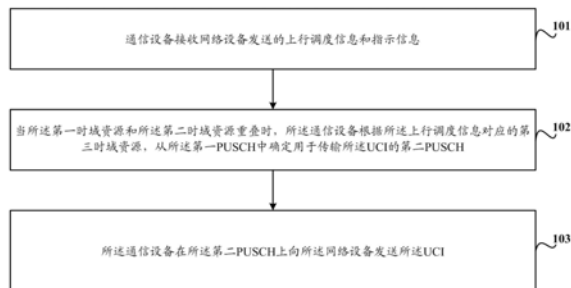 通信设备接收网络设备发送的上行调度信息和指示信息
101
当所述第一时域资源和所述第二时域资源重叠时，所述通信设备根据所述上行调度信息对应的第
三时域资源，从所述第一PUSCH中确定用于传输所述UCI的第二PUSCH
102
所述通信设备在所述第二PUSCH上向所述网络设备发送所述UCI
103